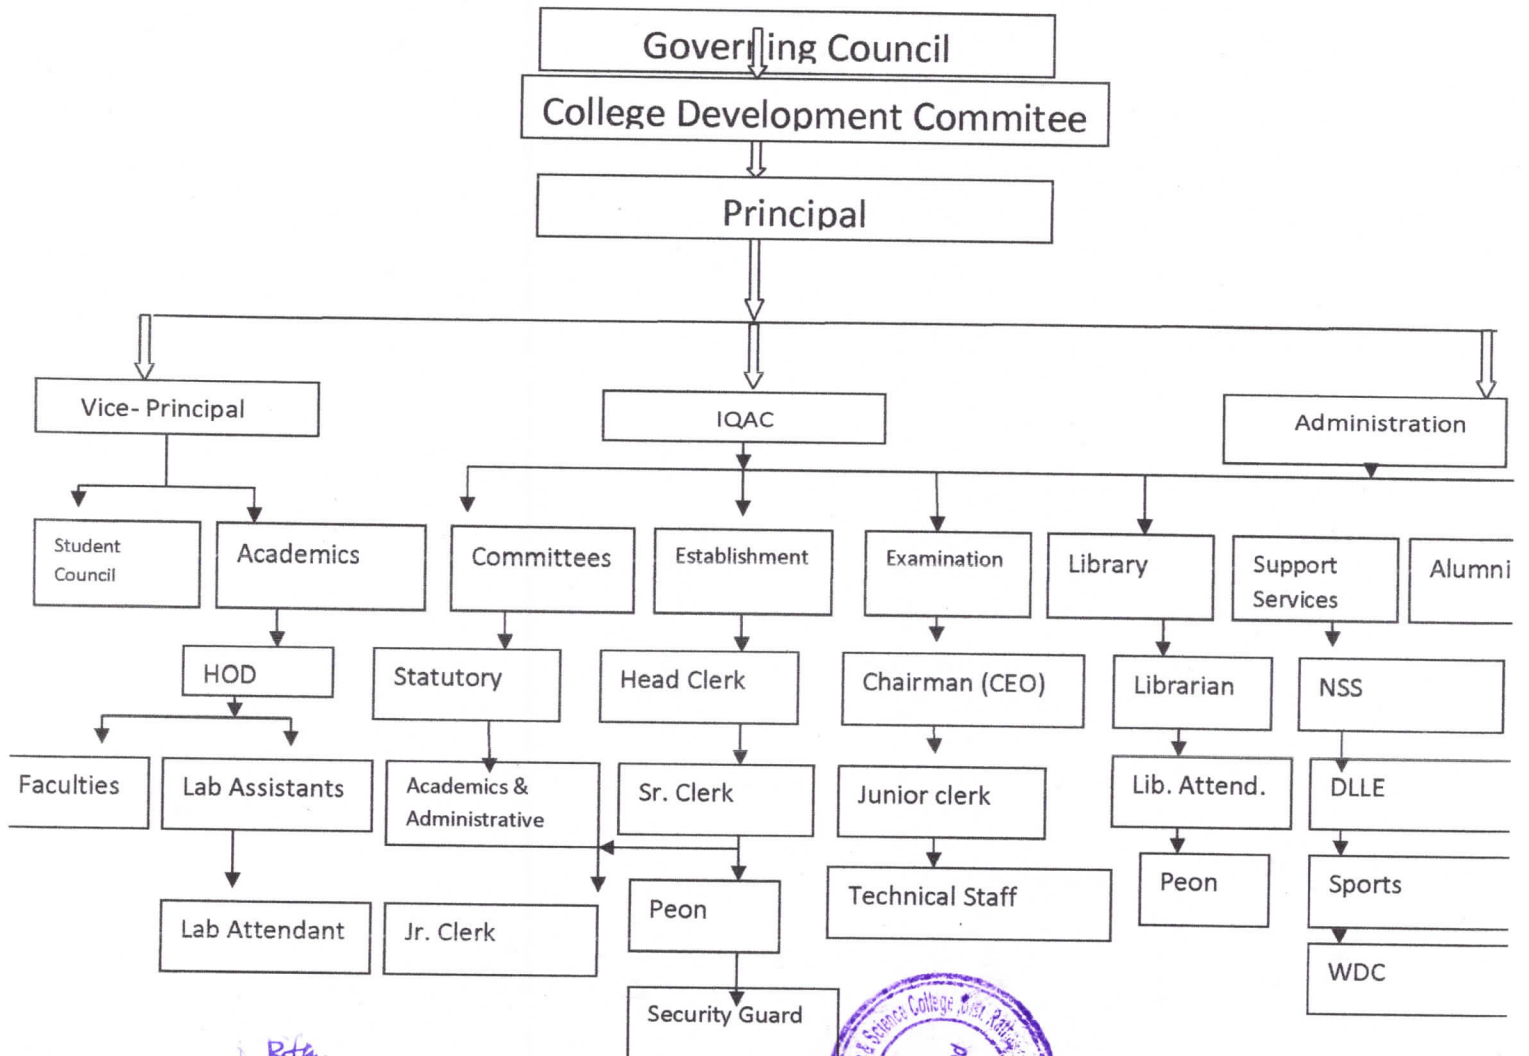 Governing Council
College Development Commitee
Principal
Vice- Principal
IQAC
Administration
Student
Council
Academics
Committees
Establishment
Examination
Library
Support
Services
Alumni
HOD
Statutory
Head Clerk
Chairman (CEO)
Librarian
NSS
Faculties
Lab Assistants
Academics &
Administrative
Sr. Clerk
Junior clerk
Lib. Attend.
DLLE
Lab Attendant
Jr. Clerk
Peon
Technical Staff
Peon
Sports
WDC
Security Guard
& Science College